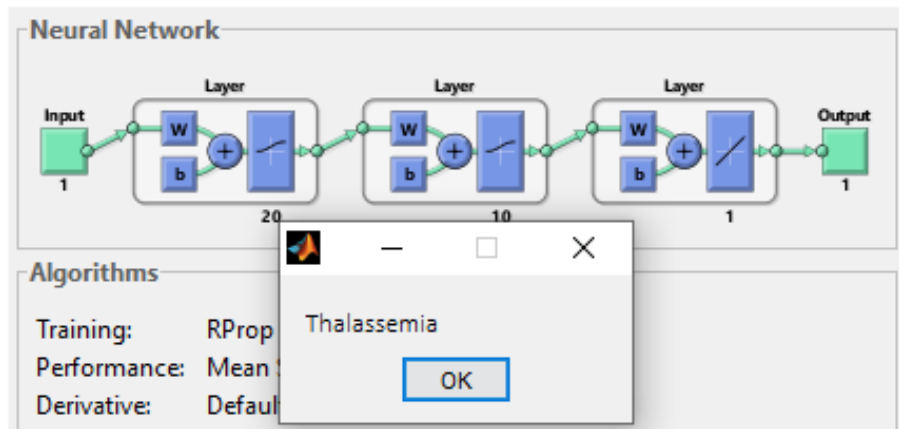 Neural Network
Layer Layer Layer
Input Output
W W W
+ + +
b b b
1 1
20 10 1
Algorithms
Training: RProp
Thalassemia
Performance: Mean
OK
Derivative: